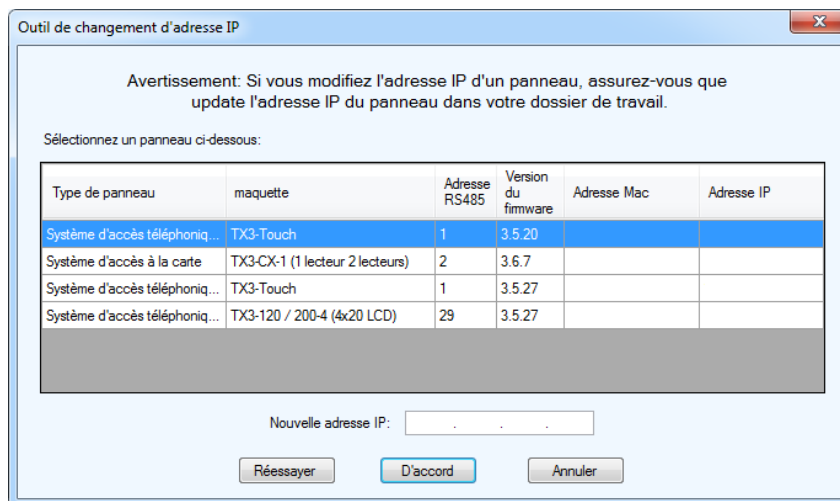 Outil de changement d'adresse IP
Avertissement: Si vous modifiez l'adresse IP d'un panneau, assurez-vous que
update l'adresse IP du panneau dans votre dossier de travail.
Sélectionnez un panneau ci-dessous:
Type de panneau maquette Adresse RS485 Version du firmware Adresse Mac Adresse IP
Système d'accès téléphoniq... TX3-Touch 1 3.5.20
Système d'accès à la carte TX3-CX-1 (1 lecteur 2 lecteurs) 2 3.6.7
Système d'accès téléphoniq... TX3-Touch 1 3.5.27
Système d'accès téléphoniq... TX3-120 / 200-4 (4x20 LCD) 29 3.5.27
Nouvelle adresse IP: . . .
Réessayer D'accord Annuler